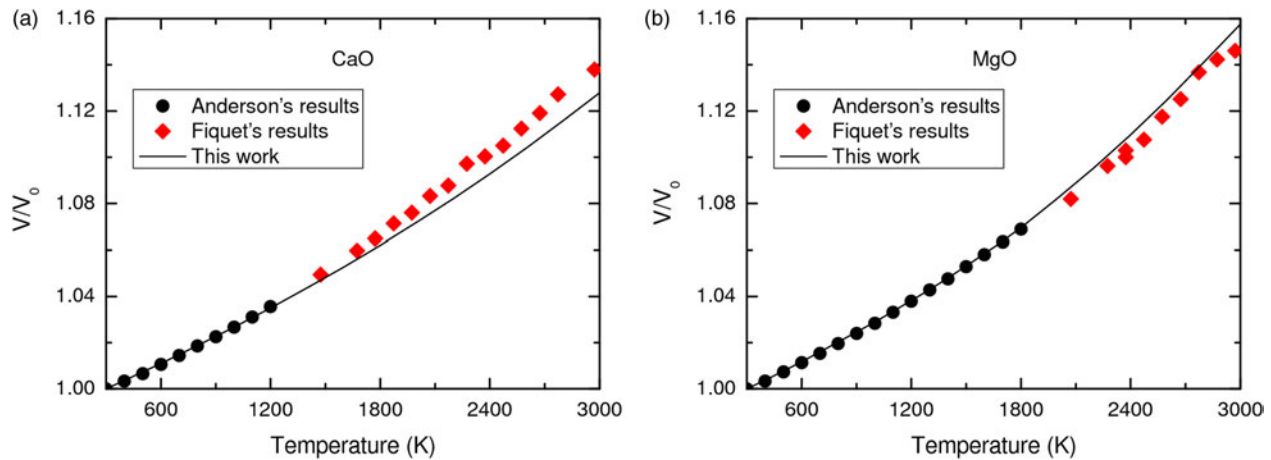 (a)
CaO
Anderson's results
Fiquet's results
This work
1.16
1.12
1.08
1.04
1.00
V/V0
600 1200 1800 2400 3000
Temperature (K)
(b)
MgO
Anderson's results
Fiquet's results
This work
1.16
1.12
1.08
1.04
1.00
V/V0
600 1200 1800 2400 3000
Temperature (K)